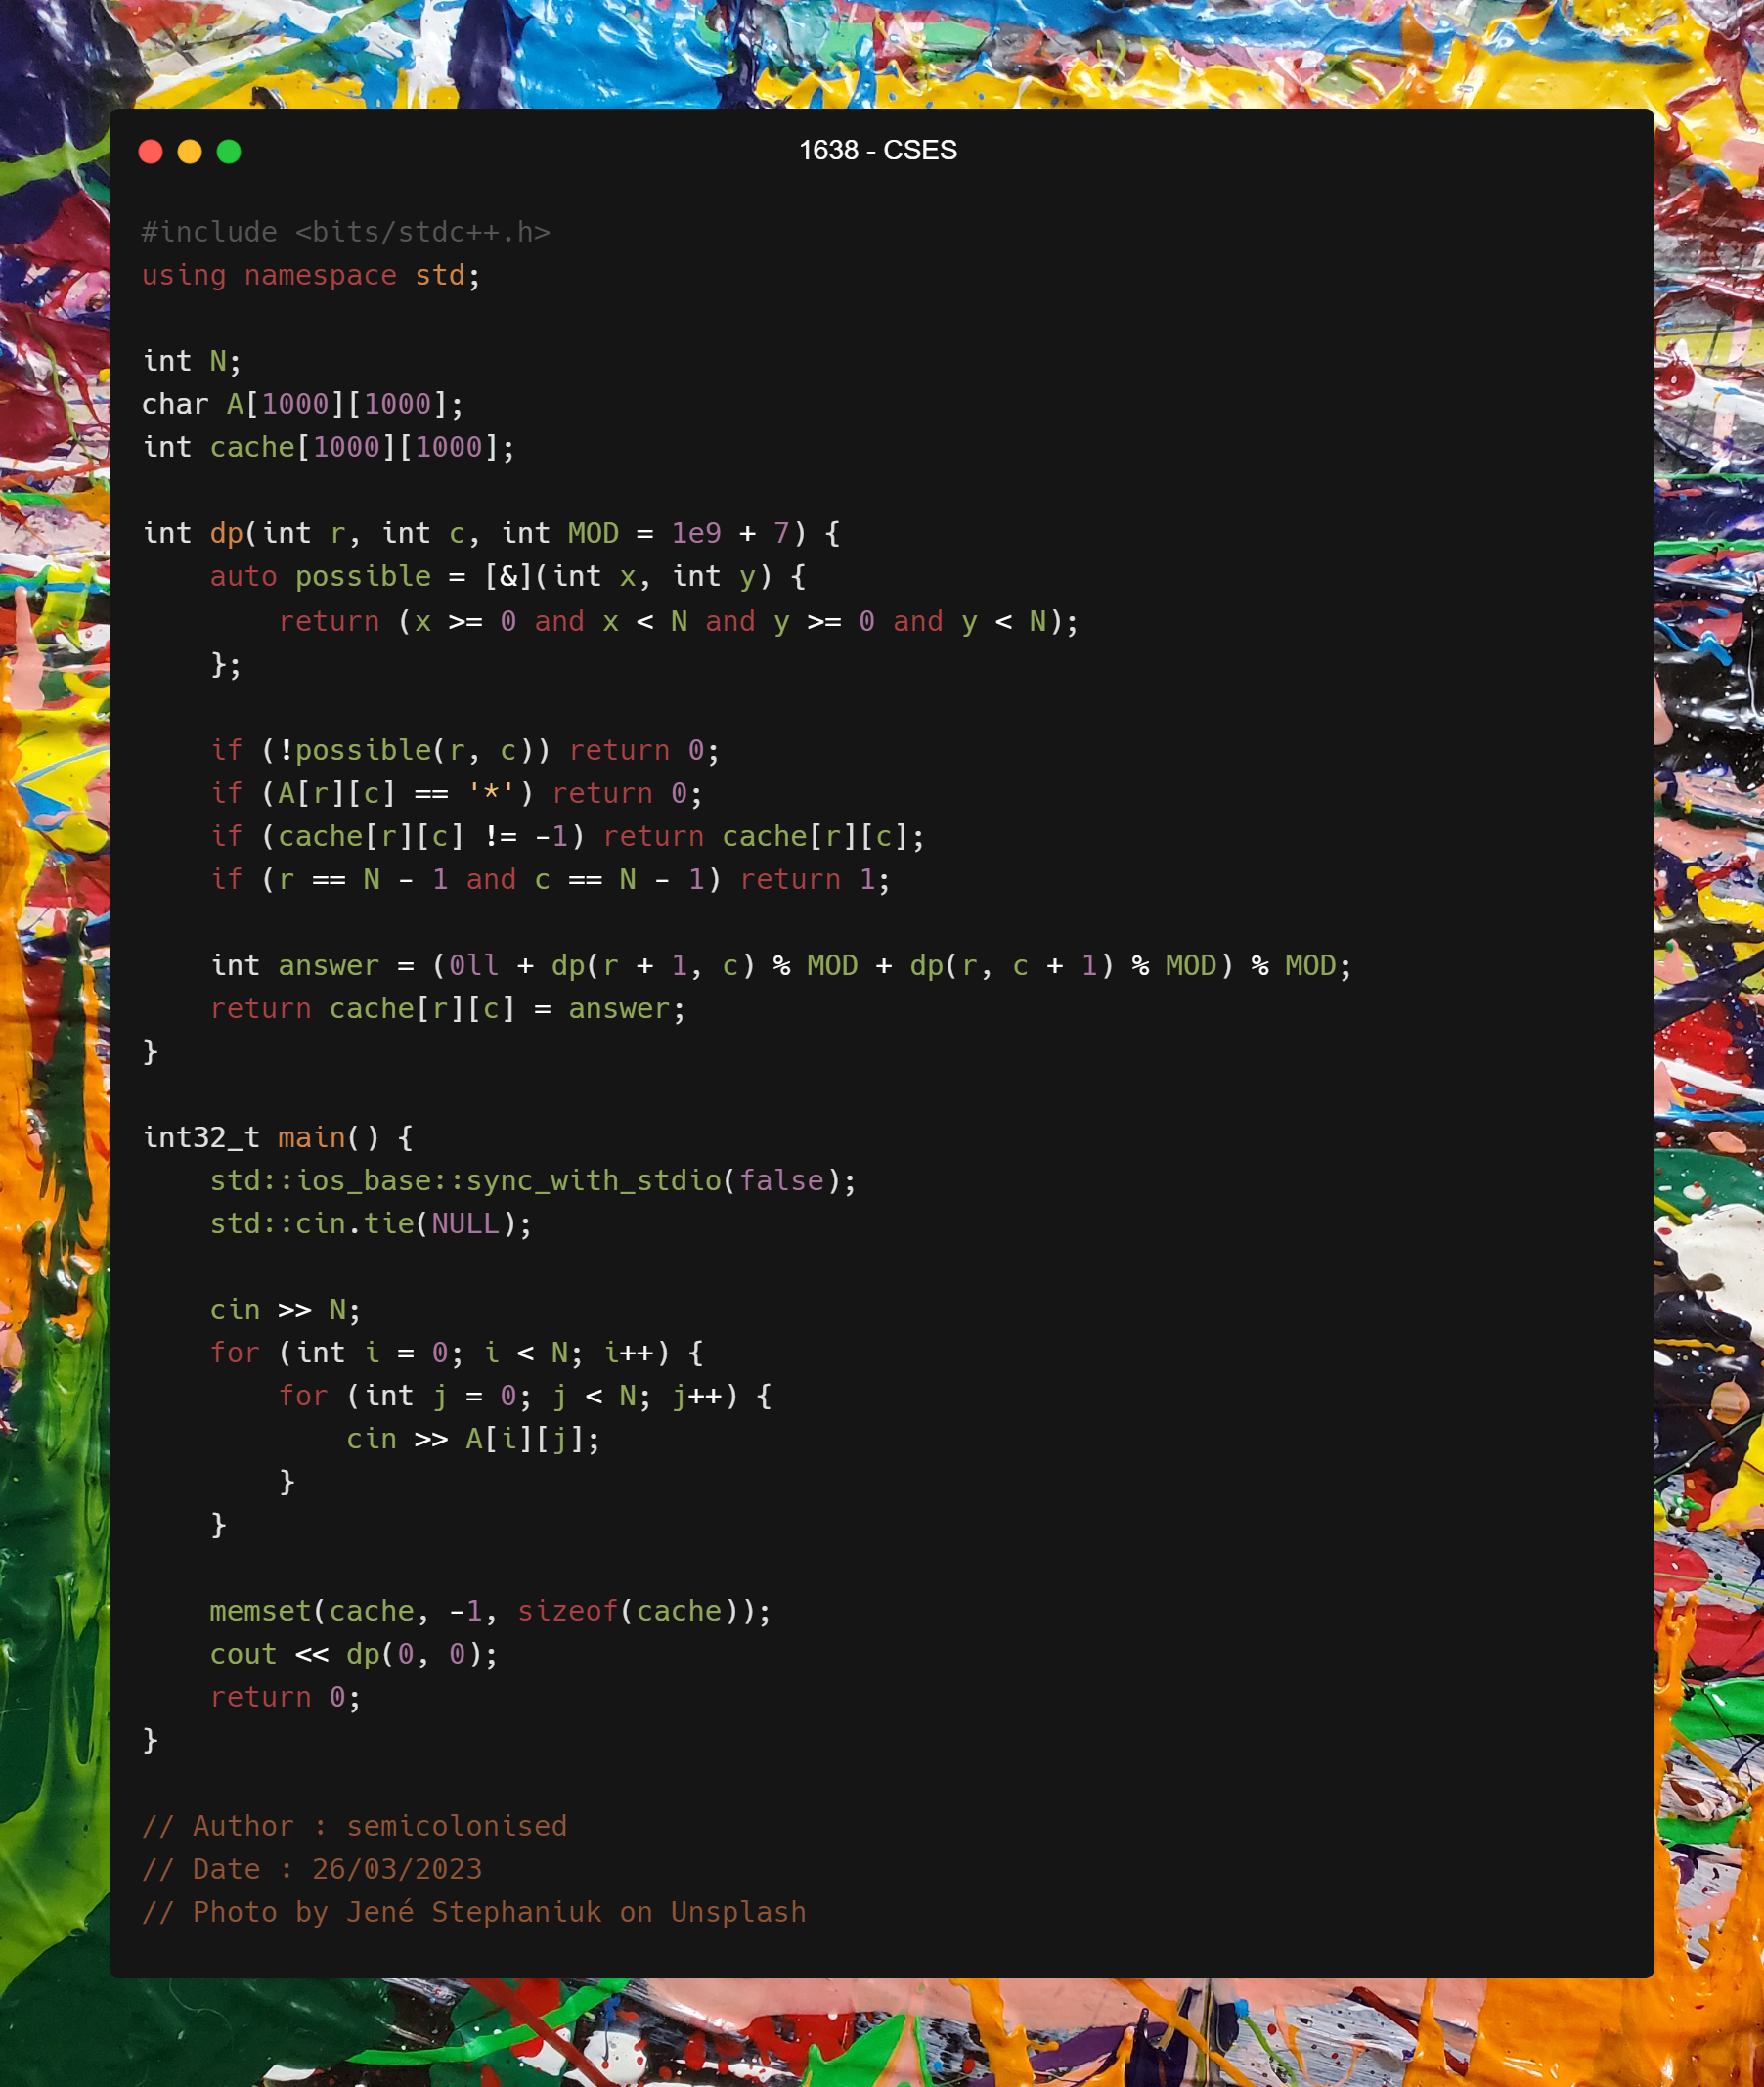 1638 - CSES
#include <bits/stdc++.h>
using namespace std;
int N;
char A[1000][1000];
int cache[1000][1000];
int dp(int r, int c, int MOD = 1e9 + 7) {
    auto possible = [&](int x, int y) {
        return (x >= 0 and x < N and y >= 0 and y < N);
    };
    if (!possible(r, c)) return 0;
    if (A[r][c] == '*') return 0;
    if (cache[r][c] != -1) return cache[r][c];
    if (r == N - 1 and c == N - 1) return 1;
    int answer = (0ll + dp(r + 1, c) % MOD + dp(r, c + 1) % MOD) % MOD;
    return cache[r][c] = answer;
}
int32_t main() {
    std::ios_base::sync_with_stdio(false);
    std::cin.tie(NULL);
    cin >> N;
    for (int i = 0; i < N; i++) {
        for (int j = 0; j < N; j++) {
            cin >> A[i][j];
        }
    }
    memset(cache, -1, sizeof(cache));
    cout << dp(0, 0);
    return 0;
}
// Author : semicolonised
// Date : 26/03/2023
// Photo by Jené Stephaniuk on Unsplash